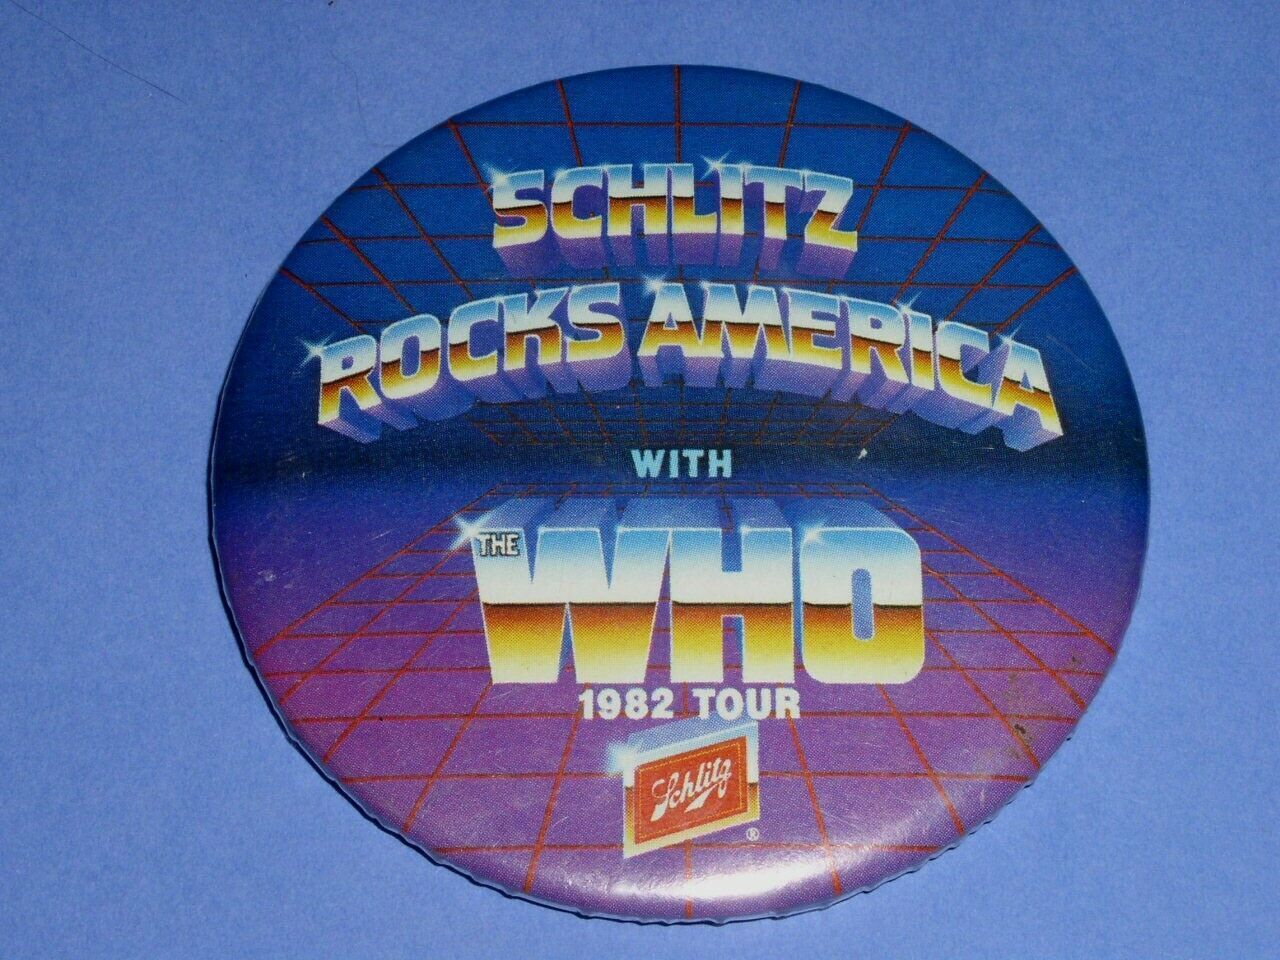 SCHLITZ
ROCKS AMERICA
WITH
THE WHO
1982 TOUR
Schlitz
®